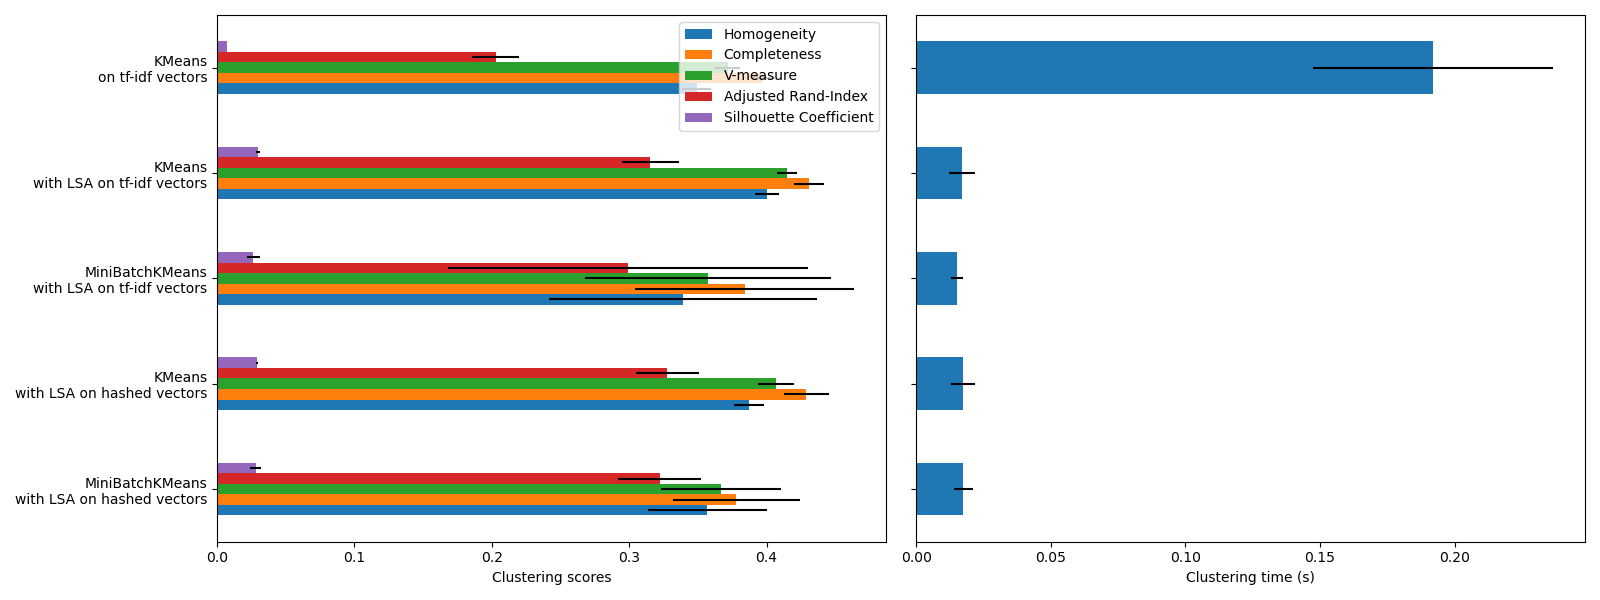 KMeans
on tf-idf vectors
KMeans
with LSA on tf-idf vectors
MiniBatchKMeans
with LSA on tf-idf vectors
KMeans
with LSA on hashed vectors
MiniBatchKMeans
with LSA on hashed vectors
Homogeneity
Completeness
V-measure
Adjusted Rand-Index
Silhouette Coefficient
0.0 0.1 0.2 0.3 0.4
Clustering scores
0.00 0.05 0.10 0.15 0.20
Clustering time (s)